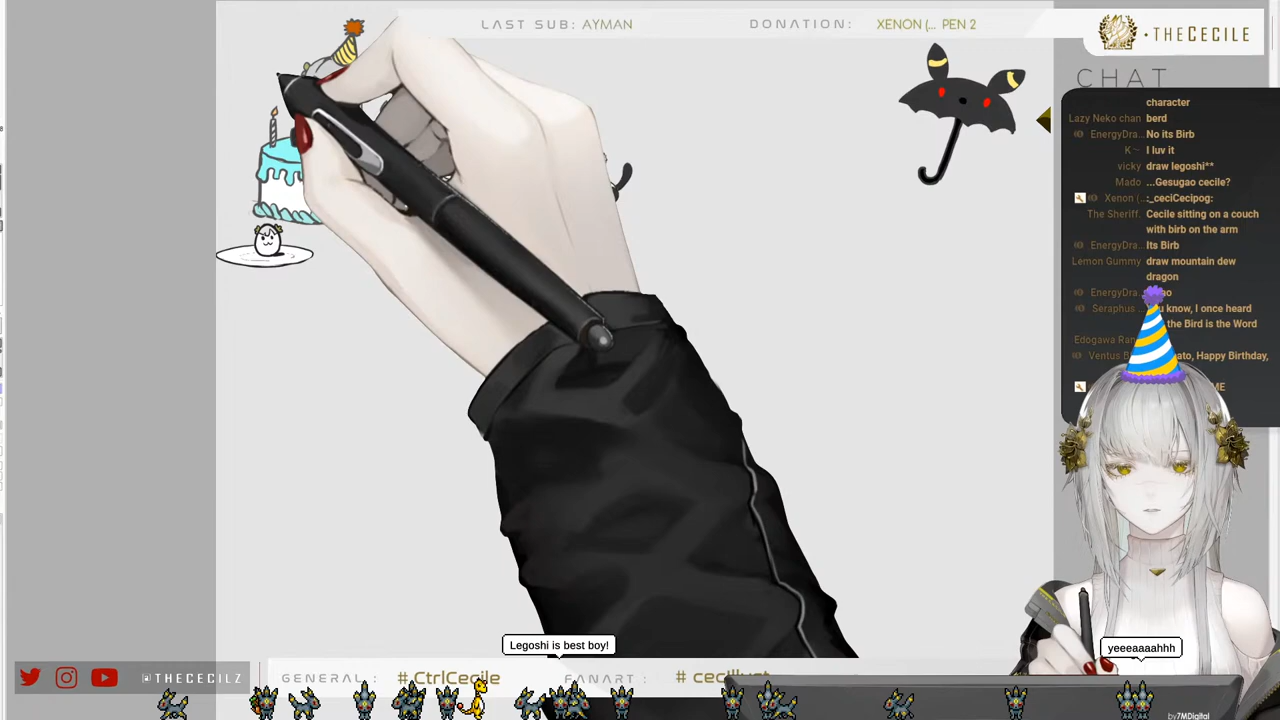 LAST SUB: AYMAN
DONATION: XENON (... PEN 2
·THECECILE
CHAT
character
Lazy Neko chan berd
EnergyDra... No its Birb
K ~ I luv it
vicky draw legoshi**
Mado ...Gesugao cecile?
Xenon (... :_ceciCecipog:
The Sheriff. Cecile sitting on a couch
with birb on the arm
EnergyDra... Its Birb
Lemon Gummy draw mountain dew
dragon
EnergyDra...
Seraphus ... know, I once heard
the Bird is the Word
Edogawa Ran
Ventus B ato, Happy Birthday,
ME
Legoshi is best boy!
yeeeaaaahhh
@THECECILZ
GENERAL : #CtrlCecile
FANART : # cecillust
by7MDigital